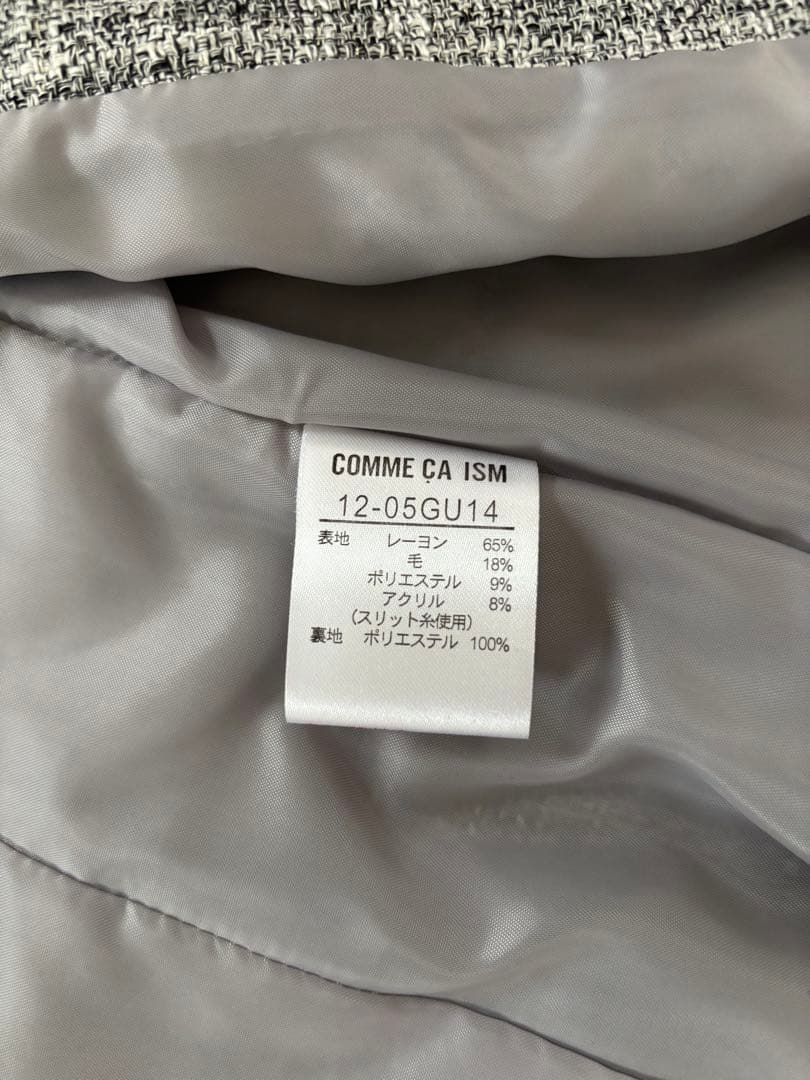 COMME ÇA ISM
12-05GU14
表地 レーヨン 65%
毛 18%
ポリエステル 9%
アクリル 8%
(スリット糸使用)
裏地 ポリエステル 100%